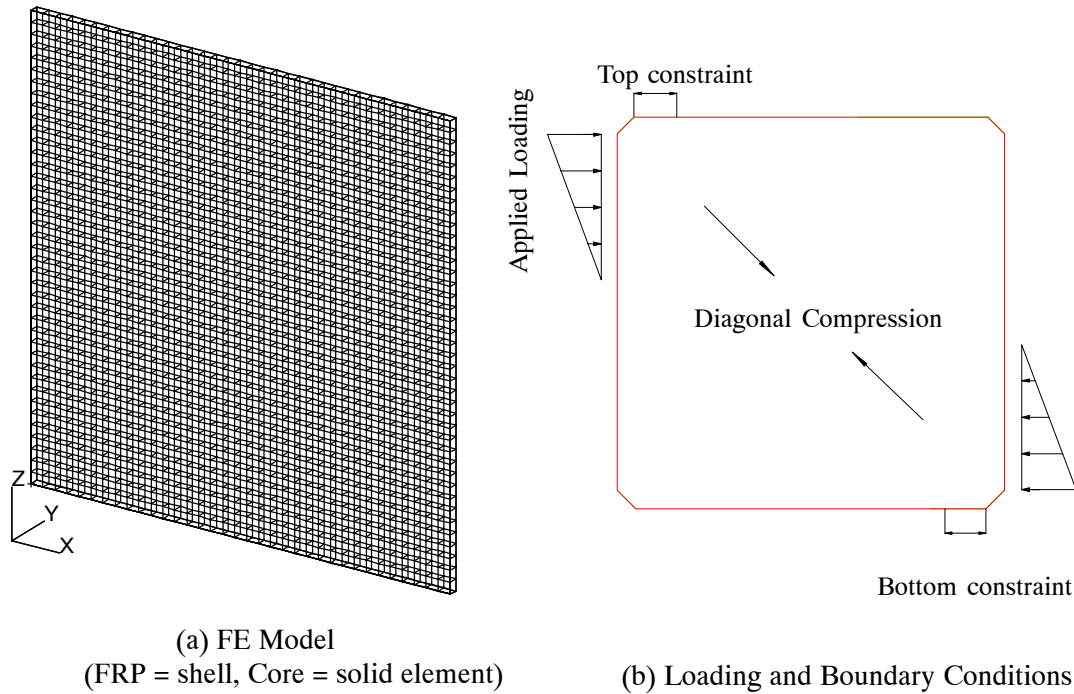 Top constraint
Applied Loading
Diagonal Compression
Z
Y
X
Bottom constraint
(a) FE Model
(FRP = shell, Core = solid element)
(b) Loading and Boundary Conditions